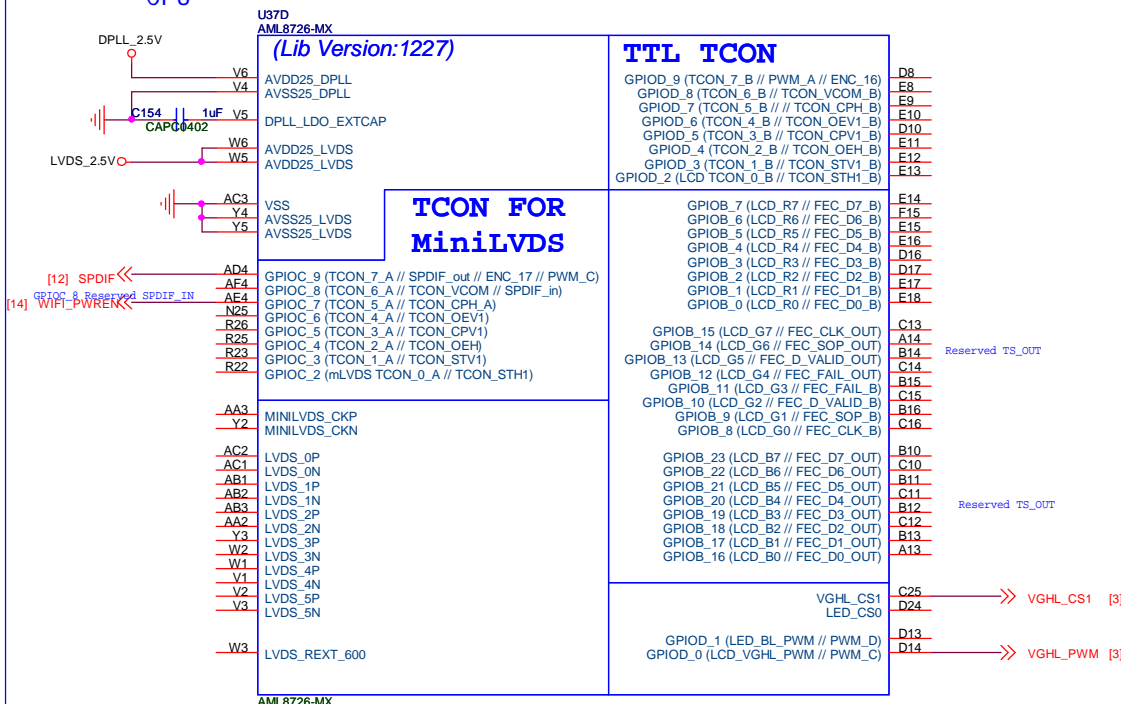 U37D
AML8726-MX
DPLL_2.5V
(Lib Version:1227)
TTL TCON
V6 AVDD25_DPLL
V4 AVSS25_DPLL
C154 1uF V5 DPLL_LDO_EXTCAP
CAPC0402
W6 AVDD25_LVDS
LVDS_2.5V W5 AVDD25_LVDS
AC3 VSS
Y4 AVSS25_LVDS
Y5 AVSS25_LVDS
TCON FOR
MiniLVDS
[12] SPDIF AD4 GPIOC_9 (TCON_7_A // SPDIF_out // ENC_17 // PWM_C)
AF4 GPIOC_8 (TCON_6_A // TCON_VCOM // SPDIF_in)
GPIOC_8 Reserved SPDIF_IN
[14] WIFI_PWREN AE4 GPIOC_7 (TCON_5_A // TCON_CPH_A)
N25 GPIOC_6 (TCON_4_A // TCON_OEV1)
R26 GPIOC_5 (TCON_3_A // TCON_CPV1)
R25 GPIOC_4 (TCON_2_A // TCON_OEH)
R23 GPIOC_3 (TCON_1_A // TCON_STV1)
R22 GPIOC_2 (mLVDS TCON_0_A // TCON_STH1)
AA3 MINILVDS_CKP
Y2 MINILVDS_CKN
AC2 LVDS_0P
AC1 LVDS_0N
AB1 LVDS_1P
AB2 LVDS_1N
AB3 LVDS_2P
AA2 LVDS_2N
Y3 LVDS_3P
W2 LVDS_3N
W1 LVDS_4P
V1 LVDS_4N
V2 LVDS_5P
V3 LVDS_5N
W3 LVDS_REXT_600
GPIOD_9 (TCON_7_B // PWM_A // ENC_16) D8
GPIOD_8 (TCON_6_B // TCON_VCOM_B) E8
GPIOD_7 (TCON_5_B // // TCON_CPH_B) E9
GPIOD_6 (TCON_4_B // TCON_OEV1_B) E10
GPIOD_5 (TCON_3_B // TCON_CPV1_B) D10
GPIOD_4 (TCON_2_B // TCON_OEH_B) E11
GPIOD_3 (TCON_1_B // TCON_STV1_B) E12
GPIOD_2 (LCD TCON_0_B // TCON_STH1_B) E13
GPIOB_7 (LCD_R7 // FEC_D7_B) E14
GPIOB_6 (LCD_R6 // FEC_D6_B) F15
GPIOB_5 (LCD_R5 // FEC_D5_B) E15
GPIOB_4 (LCD_R4 // FEC_D4_B) E16
GPIOB_3 (LCD_R3 // FEC_D3_B) D16
GPIOB_2 (LCD_R2 // FEC_D2_B) D17
GPIOB_1 (LCD_R1 // FEC_D1_B) E17
GPIOB_0 (LCD_R0 // FEC_D0_B) E18
GPIOB_15 (LCD_G7 // FEC_CLK_OUT) C13
GPIOB_14 (LCD_G6 // FEC_SOP_OUT) A14
GPIOB_13 (LCD_G5 // FEC_D_VALID_OUT) B14 Reserved TS_OUT
GPIOB_12 (LCD_G4 // FEC_FAIL_OUT) C14
GPIOB_11 (LCD_G3 // FEC_FAIL_B) B15
GPIOB_10 (LCD_G2 // FEC_D_VALID_B) C15
GPIOB_9 (LCD_G1 // FEC_SOP_B) B16
GPIOB_8 (LCD_G0 // FEC_CLK_B) C16
GPIOB_23 (LCD_B7 // FEC_D7_OUT) B10
GPIOB_22 (LCD_B6 // FEC_D6_OUT) C10
GPIOB_21 (LCD_B5 // FEC_D5_OUT) B11
GPIOB_20 (LCD_B4 // FEC_D4_OUT) C11
GPIOB_19 (LCD_B3 // FEC_D3_OUT) B12 Reserved TS_OUT
GPIOB_18 (LCD_B2 // FEC_D2_OUT) C12
GPIOB_17 (LCD_B1 // FEC_D1_OUT) B13
GPIOB_16 (LCD_B0 // FEC_D0_OUT) A13
VGHL_CS1 C25 VGHL_CS1 [3]
LED_CS0 D24
GPIOD_1 (LED_BL_PWM // PWM_D) D13
GPIOD_0 (LCD_VGHL_PWM // PWM_C) D14 VGHL_PWM [3]
AML8726-MX